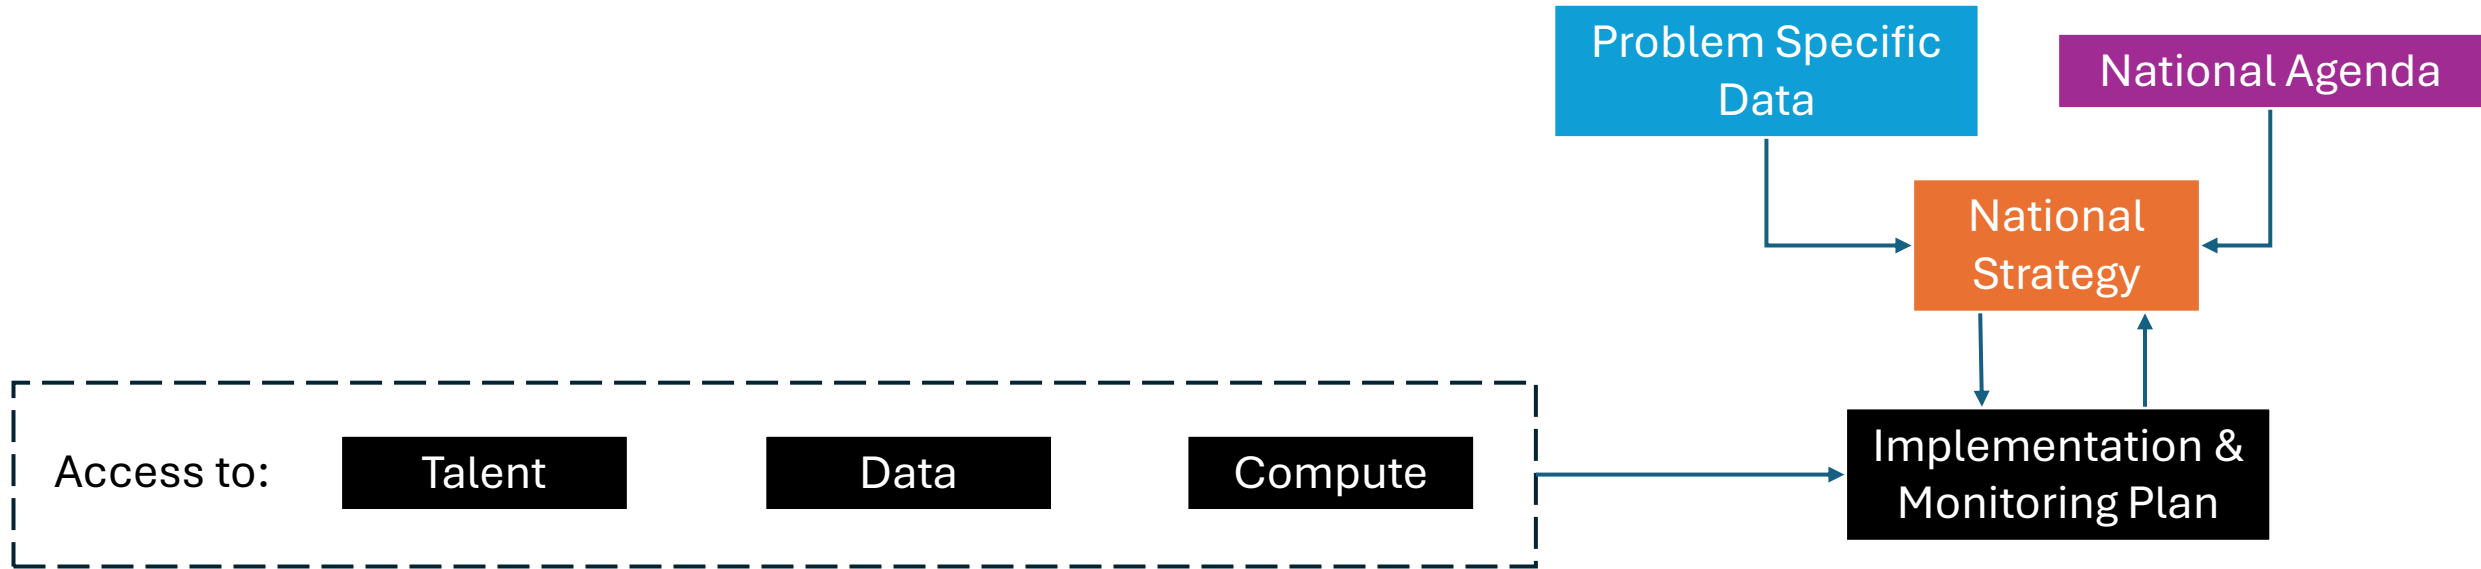 Problem Specific
Data
National Agenda
National
Strategy
Access to:
Talent
Data
Compute
Implementation &
Monitoring Plan